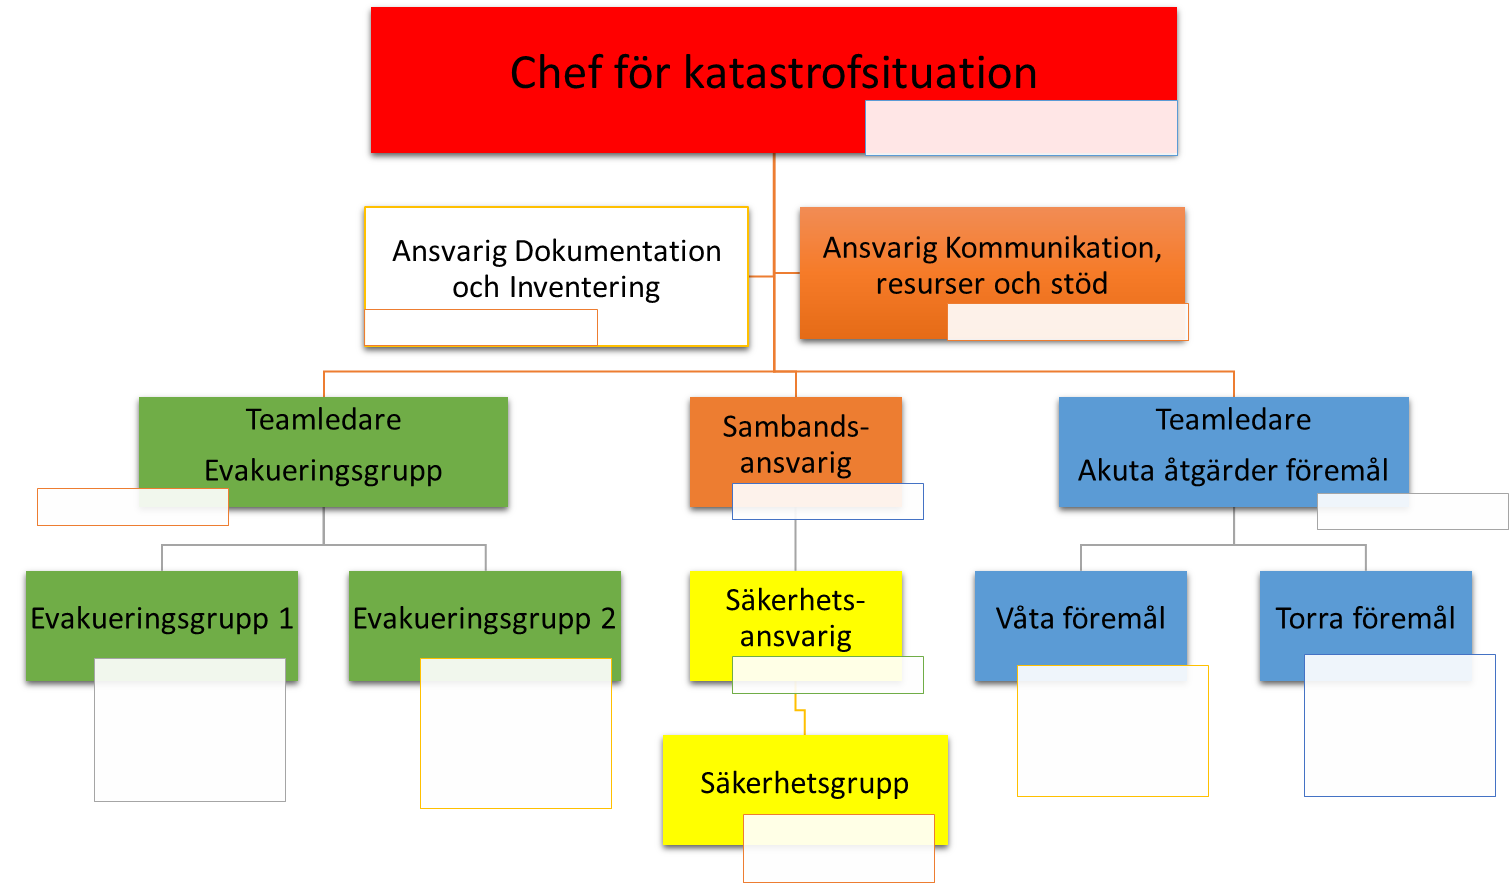 Chef för katastrofsituation
Ansvarig Dokumentation
och Inventering
Ansvarig Kommunikation,
resurser och stöd
Teamledare
Evakueringsgrupp
Sambands-
ansvarig
Teamledare
Akuta åtgärder föremål
Evakueringsgrupp 1
Evakueringsgrupp 2
Säkerhets-
ansvarig
Våta föremål
Torra föremål
Säkerhetsgrupp